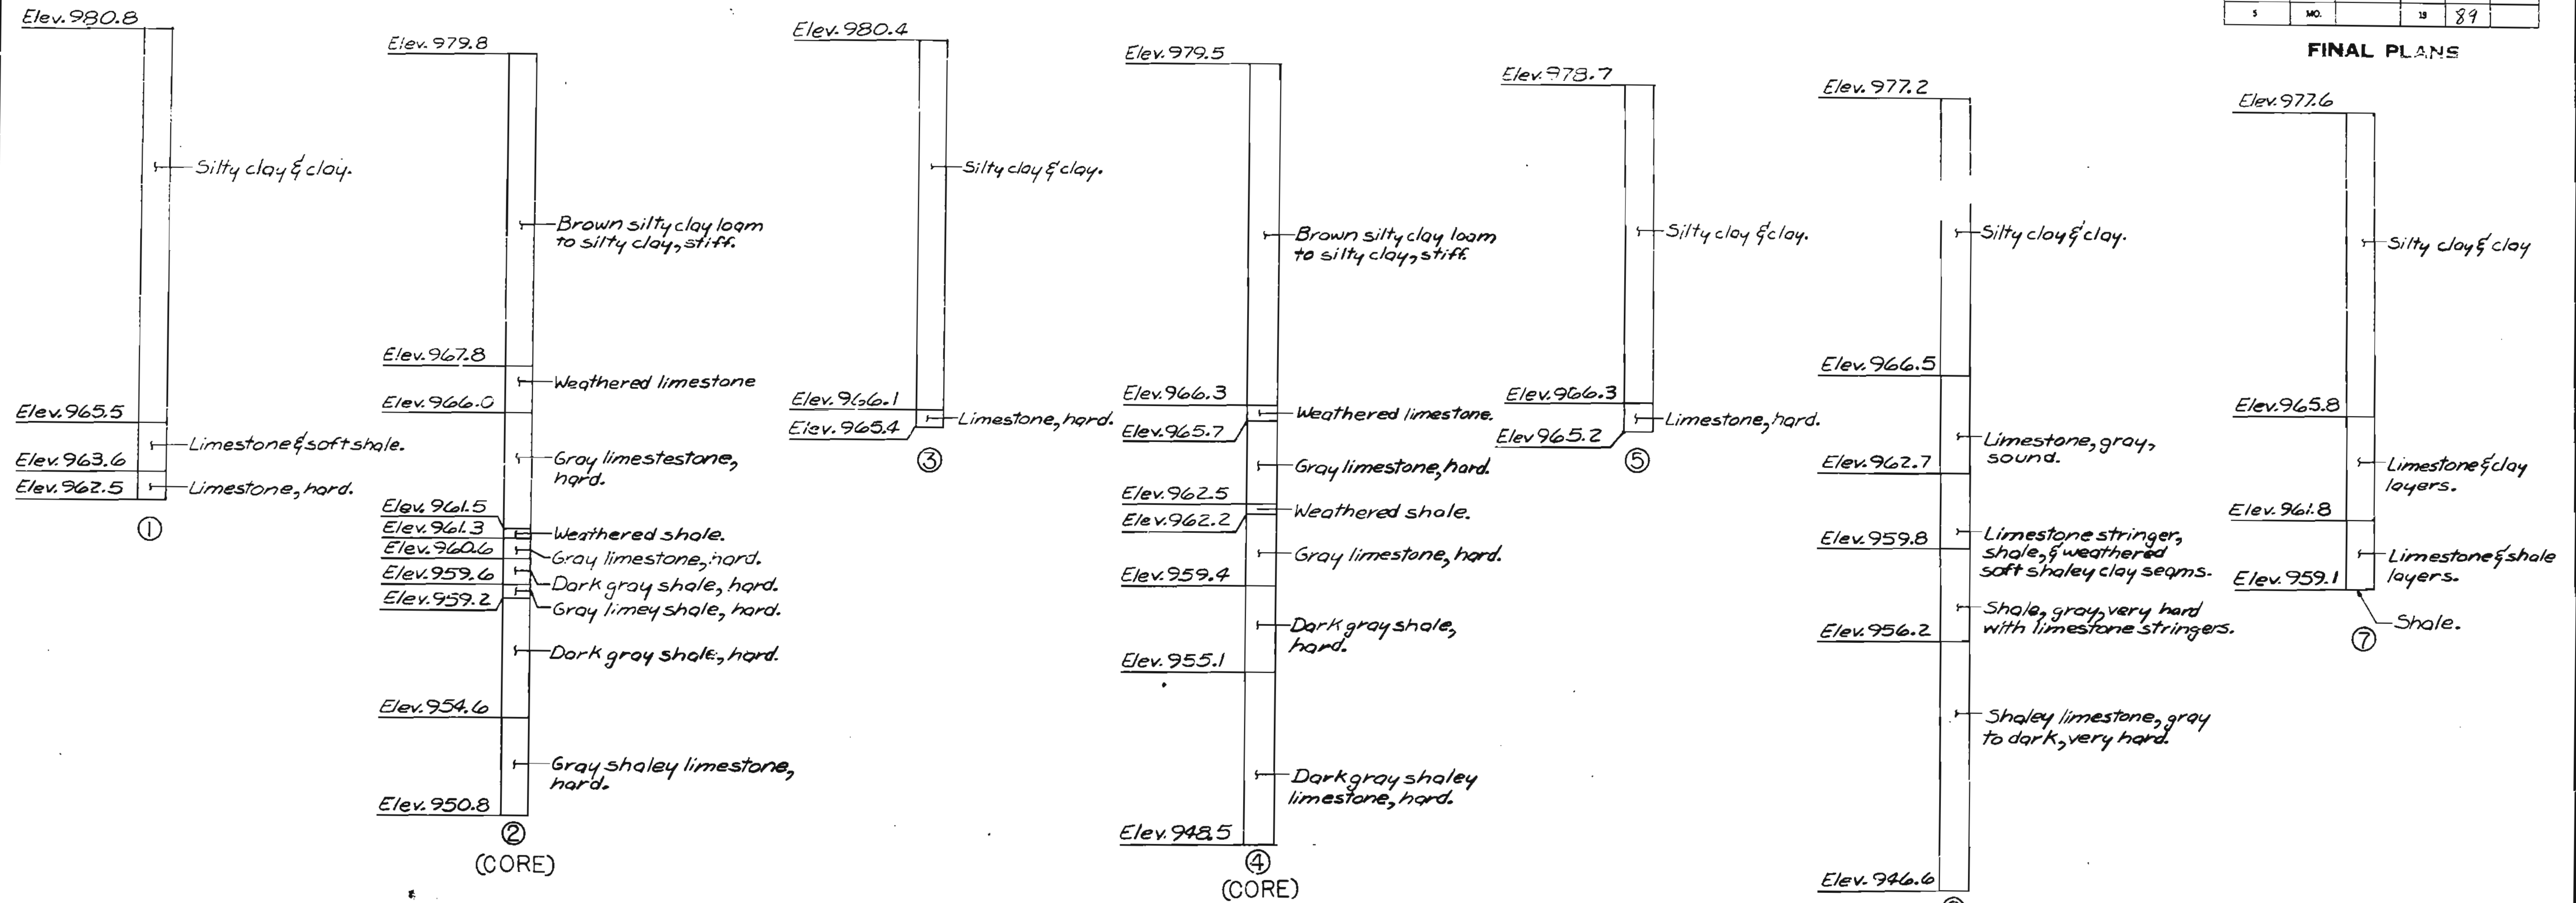 5 MO. 19 89
FINAL PLANS
Elev. 980.8
Silty clay & clay.
Elev. 965.5
Limestone & soft shale.
Elev. 963.6
Elev. 962.5
Limestone, hard.
①
Elev. 979.8
Brown silty clay loam
to silty clay, stiff.
Elev. 967.8
Weathered limestone
Elev. 966.0
Gray limestestone,
hard.
Elev. 961.5
Elev. 961.3
Weathered shale.
Elev. 960.6
Gray limestone, hard.
Elev. 959.6
Dark gray shale, hard.
Elev. 959.2
Gray limey shale, hard.
Dark gray shale, hard.
Elev. 954.6
Gray shaley limestone,
hard.
Elev. 950.8
②
(CORE)
Elev. 980.4
Silty clay & clay.
Elev. 966.1
Limestone, hard.
Elev. 965.4
③
Elev. 979.5
Brown silty clay loam
to silty clay, stiff.
Elev. 966.3
Weathered limestone.
Elev. 965.7
Gray limestone, hard.
Elev. 962.5
Weathered shale.
Elev. 962.2
Gray limestone, hard.
Elev. 959.4
Dark gray shale,
hard.
Elev. 955.1
Dark gray shaley
limestone, hard.
Elev. 948.5
④
(CORE)
Elev. 978.7
Silty clay & clay.
Elev. 966.3
Limestone, hard.
Elev 965.2
⑤
Elev. 977.2
Silty clay & clay.
Elev. 966.5
Limestone, gray,
sound.
Elev. 962.7
Limestone stringer,
shale, & weathered
soft shaley clay seams.
Elev. 959.8
Shale, gray, very hard
with limestone stringers.
Elev. 956.2
Shaley limestone, gray
to dark, very hard.
Elev. 946.6
Elev. 977.6
Silty clay & clay
Elev. 965.8
Limestone & clay
layers.
Elev. 961.8
Limestone & shale
layers.
Elev. 959.1
Shale.
⑦